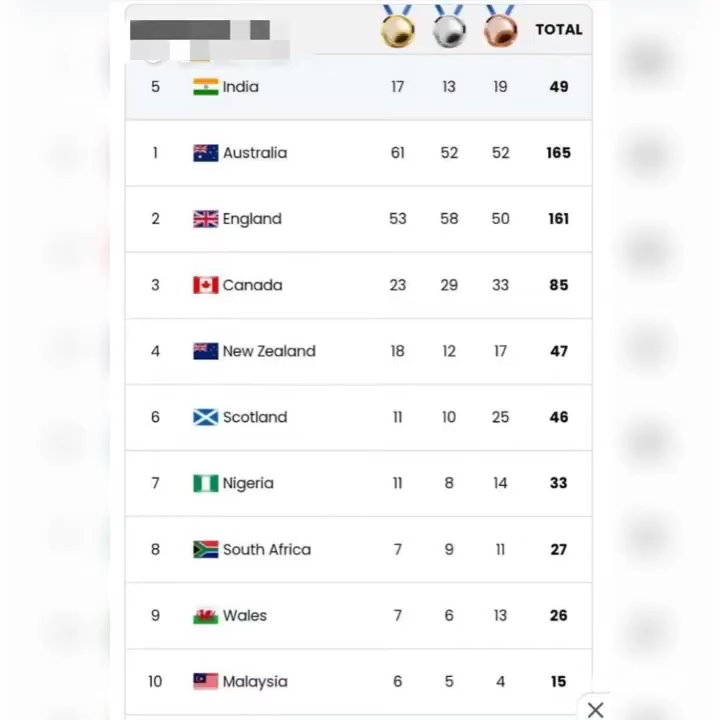 TOTAL
5 India 17 13 19 49
1 Australia 61 52 52 165
2 England 53 58 50 161
3 Canada 23 29 33 85
4 New Zealand 18 12 17 47
6 Scotland 11 10 25 46
7 Nigeria 11 8 14 33
8 South Africa 7 9 11 27
9 Wales 7 6 13 26
10 Malaysia 6 5 4 15